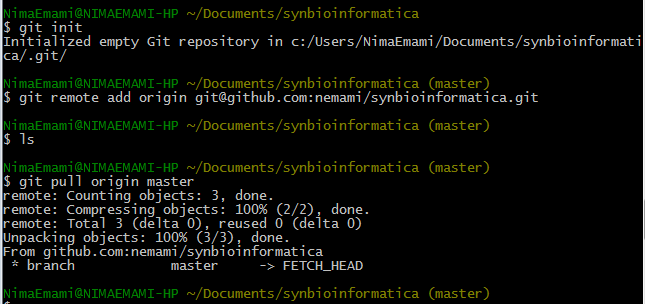 NimaEmami@NIMAEMAMI-HP ~/Documents/synbioinformatica
$ git init
Initialized empty Git repository in c:/Users/NimaEmami/Documents/synbioinformati
ca/.git/
NimaEmami@NIMAEMAMI-HP ~/Documents/synbioinformatica (master)
$ git remote add origin git@github.com:nemami/synbioinformatica.git
NimaEmami@NIMAEMAMI-HP ~/Documents/synbioinformatica (master)
$ ls
NimaEmami@NIMAEMAMI-HP ~/Documents/synbioinformatica (master)
$ git pull origin master
remote: Counting objects: 3, done.
remote: Compressing objects: 100% (2/2), done.
remote: Total 3 (delta 0), reused 0 (delta 0)
Unpacking objects: 100% (3/3), done.
From github.com:nemami/synbioinformatica
 * branch            master     -> FETCH_HEAD
NimaEmami@NIMAEMAMI-HP ~/Documents/synbioinformatica (master)